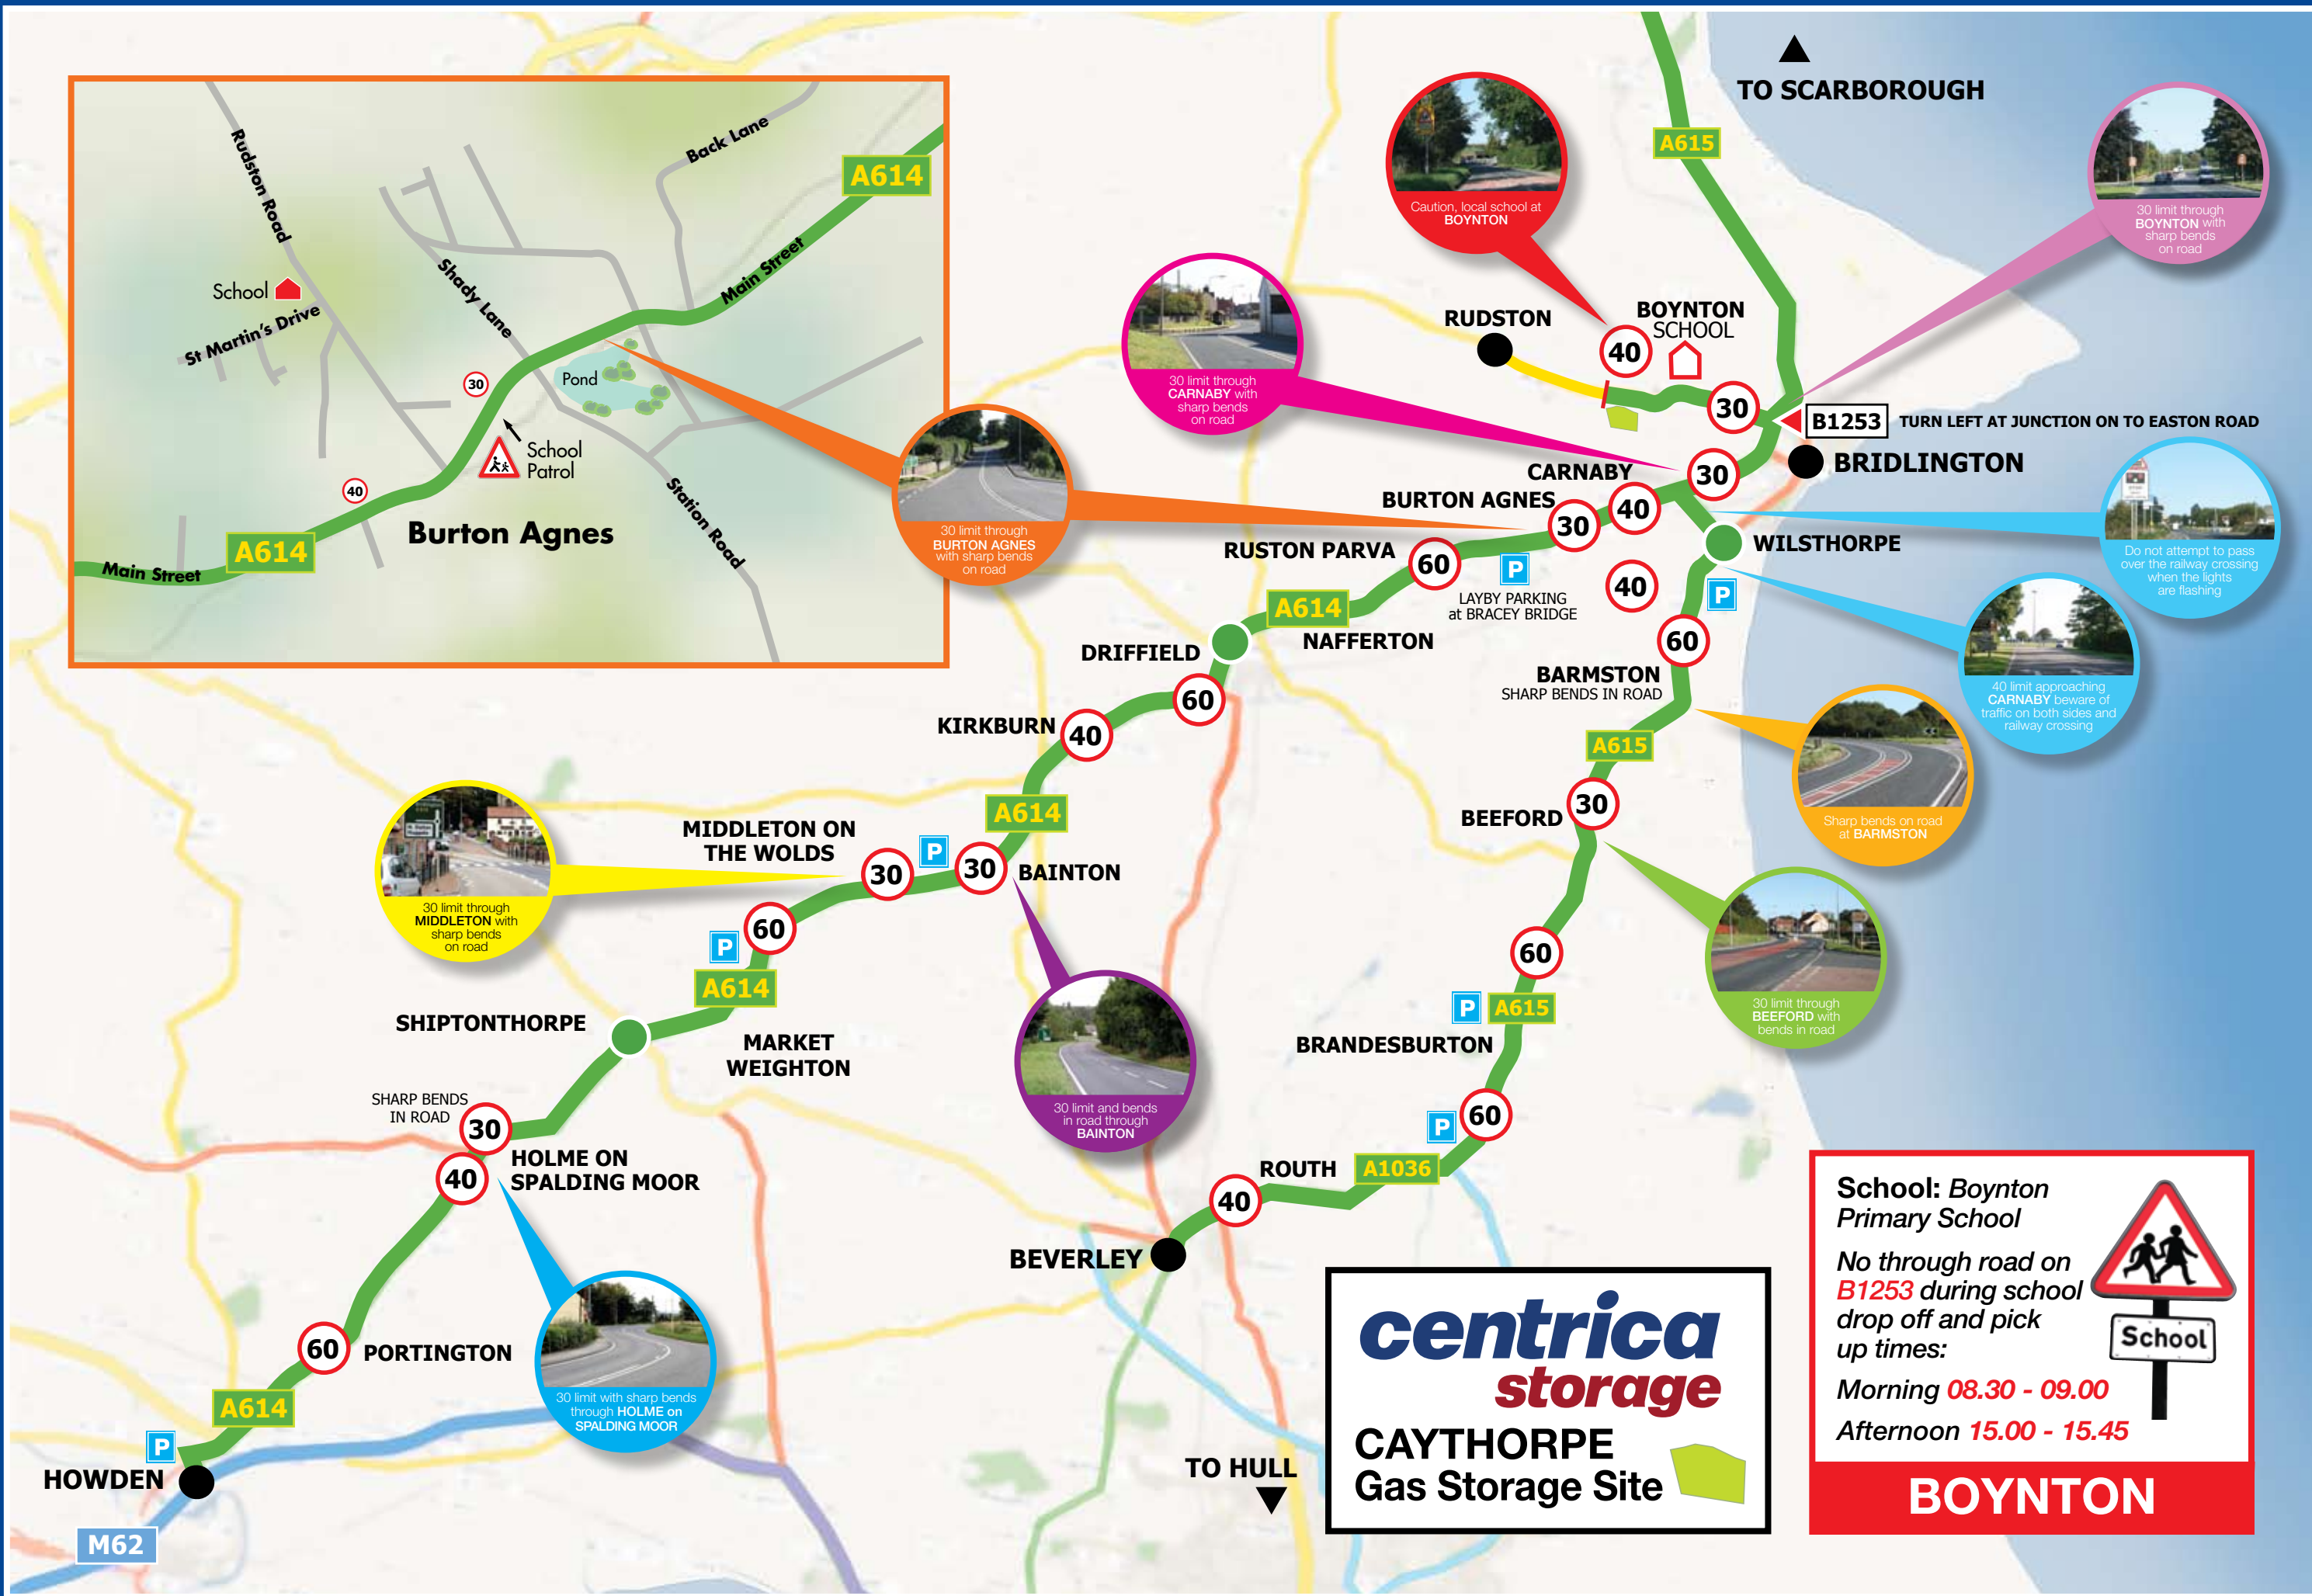 TO SCARBOROUGH
A615
Caution, local school at
BOYNTON
30 limit through
BOYNTON with
sharp bends
on road
Rudston Road
Back Lane
A614
Main Street
Shady Lane
School
St Martin's Drive
30
Pond
School
Patrol
40
Burton Agnes
A614
Main Street
Station Road
30 limit through
CARNABY with
sharp bends
on road
RUDSTON
BOYNTON
SCHOOL
40
30
B1253
TURN LEFT AT JUNCTION ON TO EASTON ROAD
BRIDLINGTON
CARNABY
30
40
BURTON AGNES
30
30 limit through
BURTON AGNES
with sharp bends
on road
RUSTON PARVA
60
P
LAYBY PARKING
at BRACEY BRIDGE
WILSTHORPE
40
P
Do not attempt to pass
over the railway crossing
when the lights
are flashing
A614
NAFFERTON
DRIFFIELD
60
60
BARMSTON
SHARP BENDS IN ROAD
40 limit approaching
CARNABY beware of
traffic on both sides and
railway crossing
KIRKBURN
40
A615
Sharp bends on road
at BARMSTON
A614
BEEFORD
30
MIDDLETON ON
THE WOLDS
P
30
30
BAINTON
30 limit through
MIDDLETON with
sharp bends
on road
60
P
A614
60
30 limit through
BEEFORD with
bends in road
P
A615
SHIPTONTHORPE
MARKET
WEIGHTON
BRANDESBURTON
30 limit and bends
in road through
BAINTON
SHARP BENDS
IN ROAD
30
HOLME ON
SPALDING MOOR
40
60
P
ROUTH
A1036
40
BEVERLEY
60
PORTINGTON
30 limit with sharp bends
through HOLME on
SPALDING MOOR
A614
P
HOWDEN
M62
TO HULL
centrica
storage
CAYTHORPE
Gas Storage Site
School: Boynton
Primary School
No through road on
B1253 during school
drop off and pick
up times:
Morning 08.30 - 09.00
Afternoon 15.00 - 15.45
School
BOYNTON